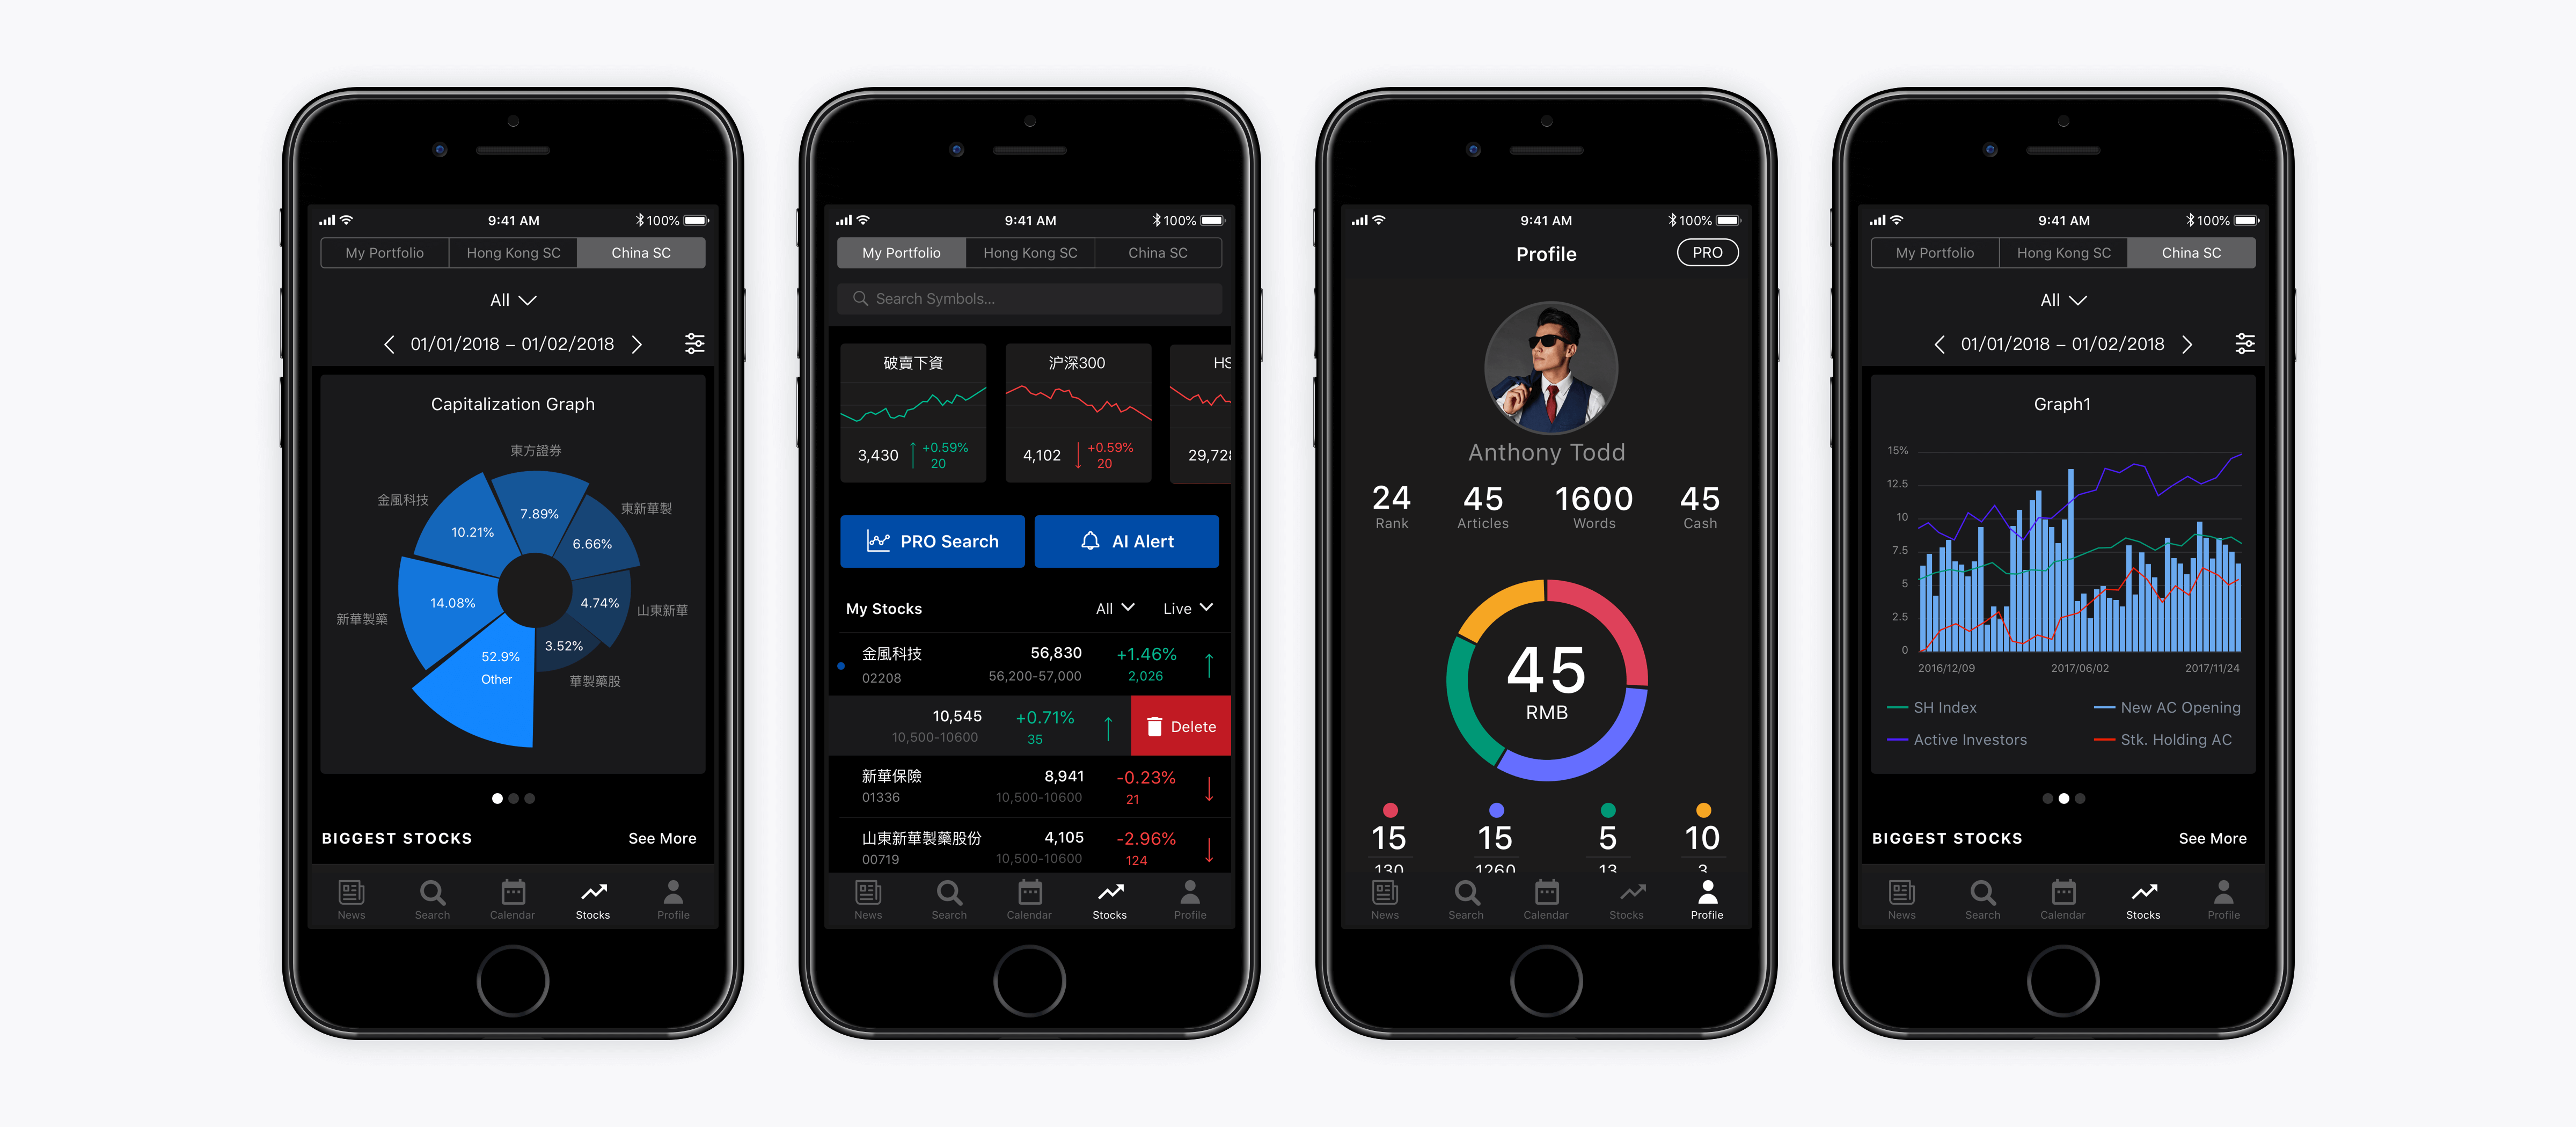 9:41 AM
100%
My Portfolio
Hong Kong SC
China SC
All
01/01/2018 – 01/02/2018
Capitalization Graph
東方證券
金風科技
7.89%
東新華製
10.21%
6.66%
14.08%
4.74%
新華製藥
山東新華
52.9%
3.52%
Other
華製藥股
BIGGEST STOCKS
See More
News
Search
Calendar
Stocks
Profile
9:41 AM
100%
My Portfolio
Hong Kong SC
China SC
Search Symbols...
破賣下資
3,430
+0.59%
20
沪深300
4,102
+0.59%
20
HS
29,728
PRO Search
AI Alert
My Stocks
All
Live
金風科技
56,830
+1.46%
02208
56,200-57,000
2,026
10,545
+0.71%
10,500-10600
35
Delete
新華保險
8,941
-0.23%
01336
10,500-10600
21
山東新華製藥股份
4,105
-2.96%
00719
10,500-10600
124
News
Search
Calendar
Stocks
Profile
9:41 AM
100%
Profile
PRO
Anthony Todd
24
45
1600
45
Rank
Articles
Words
Cash
45
RMB
15
15
5
10
130
1260
13
3
News
Search
Calendar
Stocks
Profile
9:41 AM
100%
My Portfolio
Hong Kong SC
China SC
All
01/01/2018 – 01/02/2018
Graph1
15%
12.5
10
7.5
5
2.5
0
2016/12/09
2017/06/02
2017/11/24
SH Index
New AC Opening
Active Investors
Stk. Holding AC
BIGGEST STOCKS
See More
News
Search
Calendar
Stocks
Profile